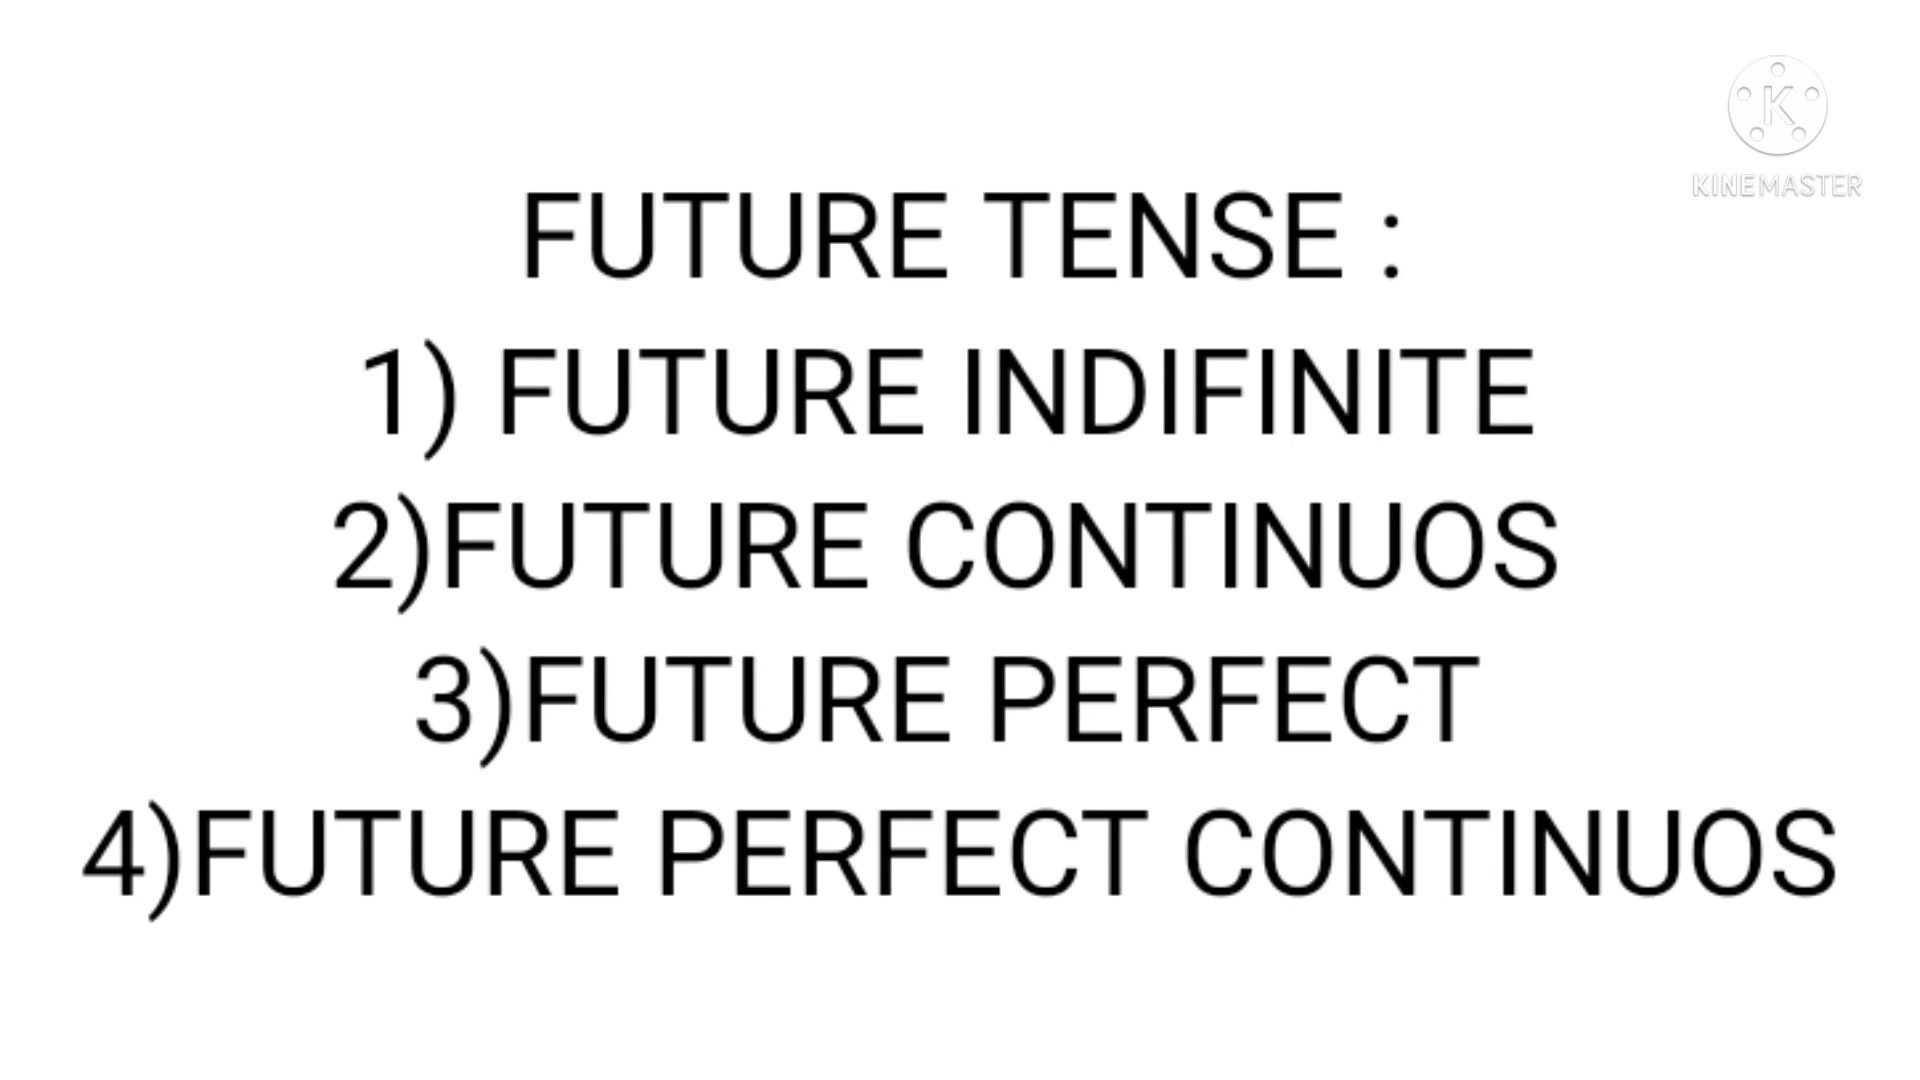 KINEMASTER
FUTURE TENSE :
1) FUTURE INDIFINITE
2)FUTURE CONTINUOS
3)FUTURE PERFECT
4)FUTURE PERFECT CONTINUOS